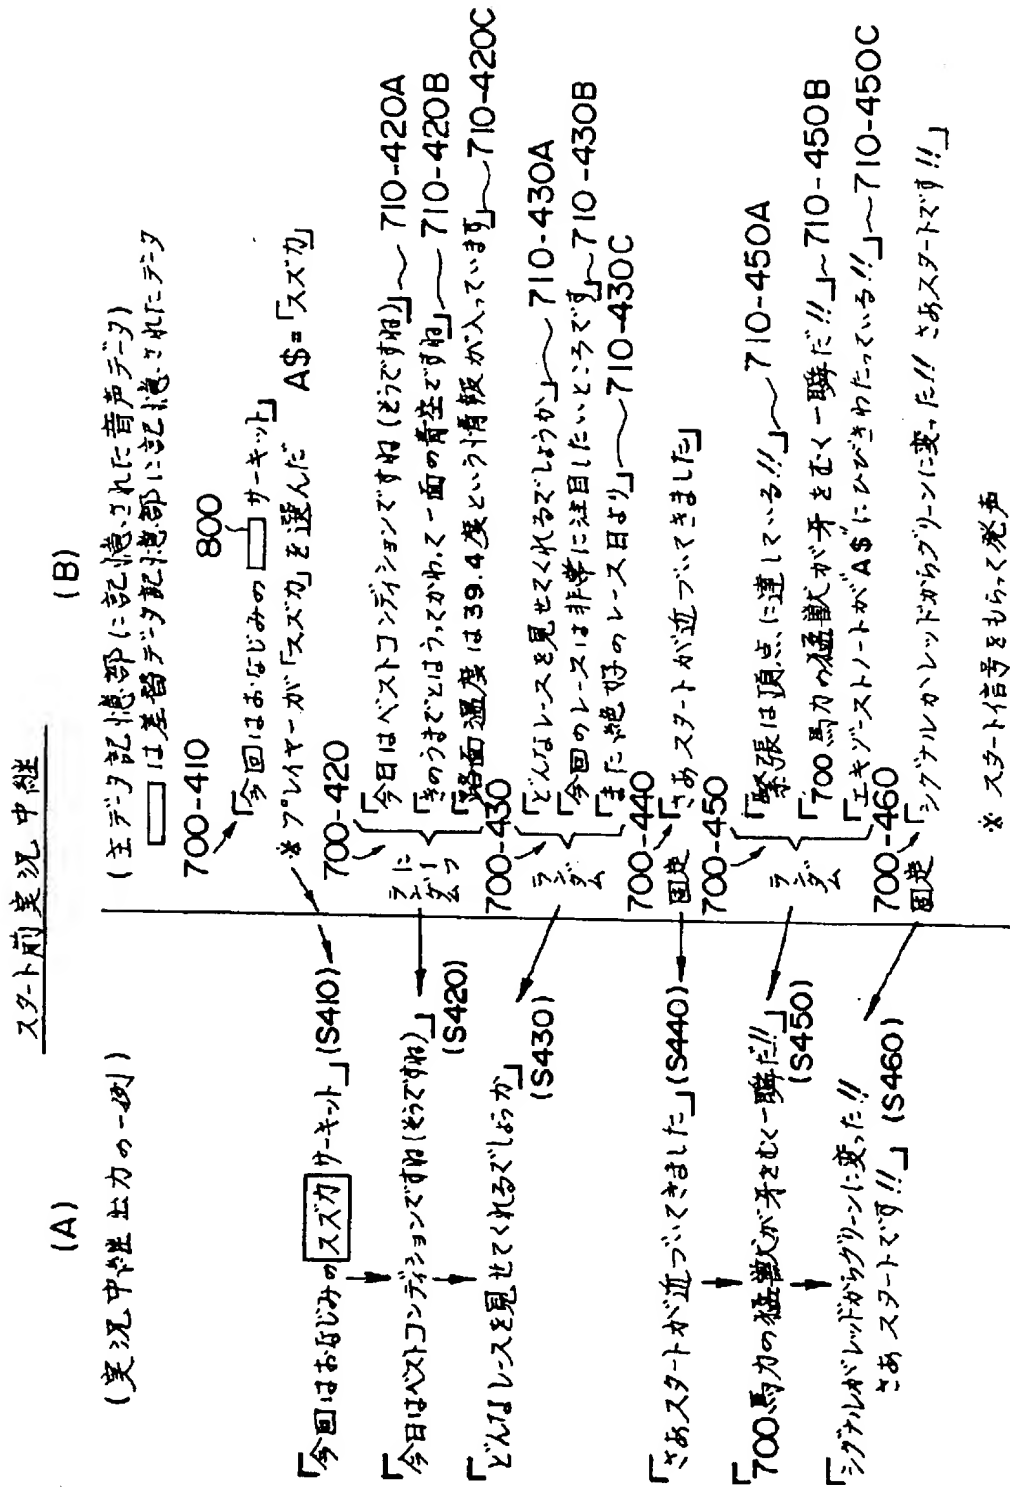 スタート前実況中継
(A)
(実況中継出力の一例)
「今回はおなじみのスズカサーキット」(S410)
「今日はベストコンディションですね(そうですね)」
(S420)
「どんなレースを見せてくれるでしょうか」
(S430)
「さあスタートが近づいてきました」(S440)
「700馬力の猛獣が牙をむく一瞬だ!!」
(S450)
「シグナルがレッドからグリーンに変った!!
さあスタートです!!」(S460)
(B)
(主データ記憶部に記憶された音声データ)
は差替データ記憶部に記憶されたデータ
700-410
800
「今回はおなじみの サーキット」
※プレイヤーが「スズカ」を選んだ A$=「スズカ」
700-420
ランダムに1つ
「今日はベストコンディションですね(そうですね)」~710-420A
「きのうまでとはうってかわって一面の青空ですね」~710-420B
「路面温度は39.4度という情報が入っています」~710-420C
700-430
ランダム
「どんなレースを見せてくれるでしょうか」~710-430A
「今回のレースは非常に注目したいところです」~710-430B
「また絶好のレース日より」~710-430C
700-440
固定
「さあスタートが近づいてきました」
700-450
ランダム
「緊張は頂点に達している!!」~710-450A
「700馬力の猛獣が牙をむく一瞬だ!!」~710-450B
「エキゾーストノートが"A$"にひびきわたっている!!」~710-450C
700-460
固定
「シグナルがレッドからグリーンに変った!! さあスタートです!!」
※ スタート信号をもらって発声